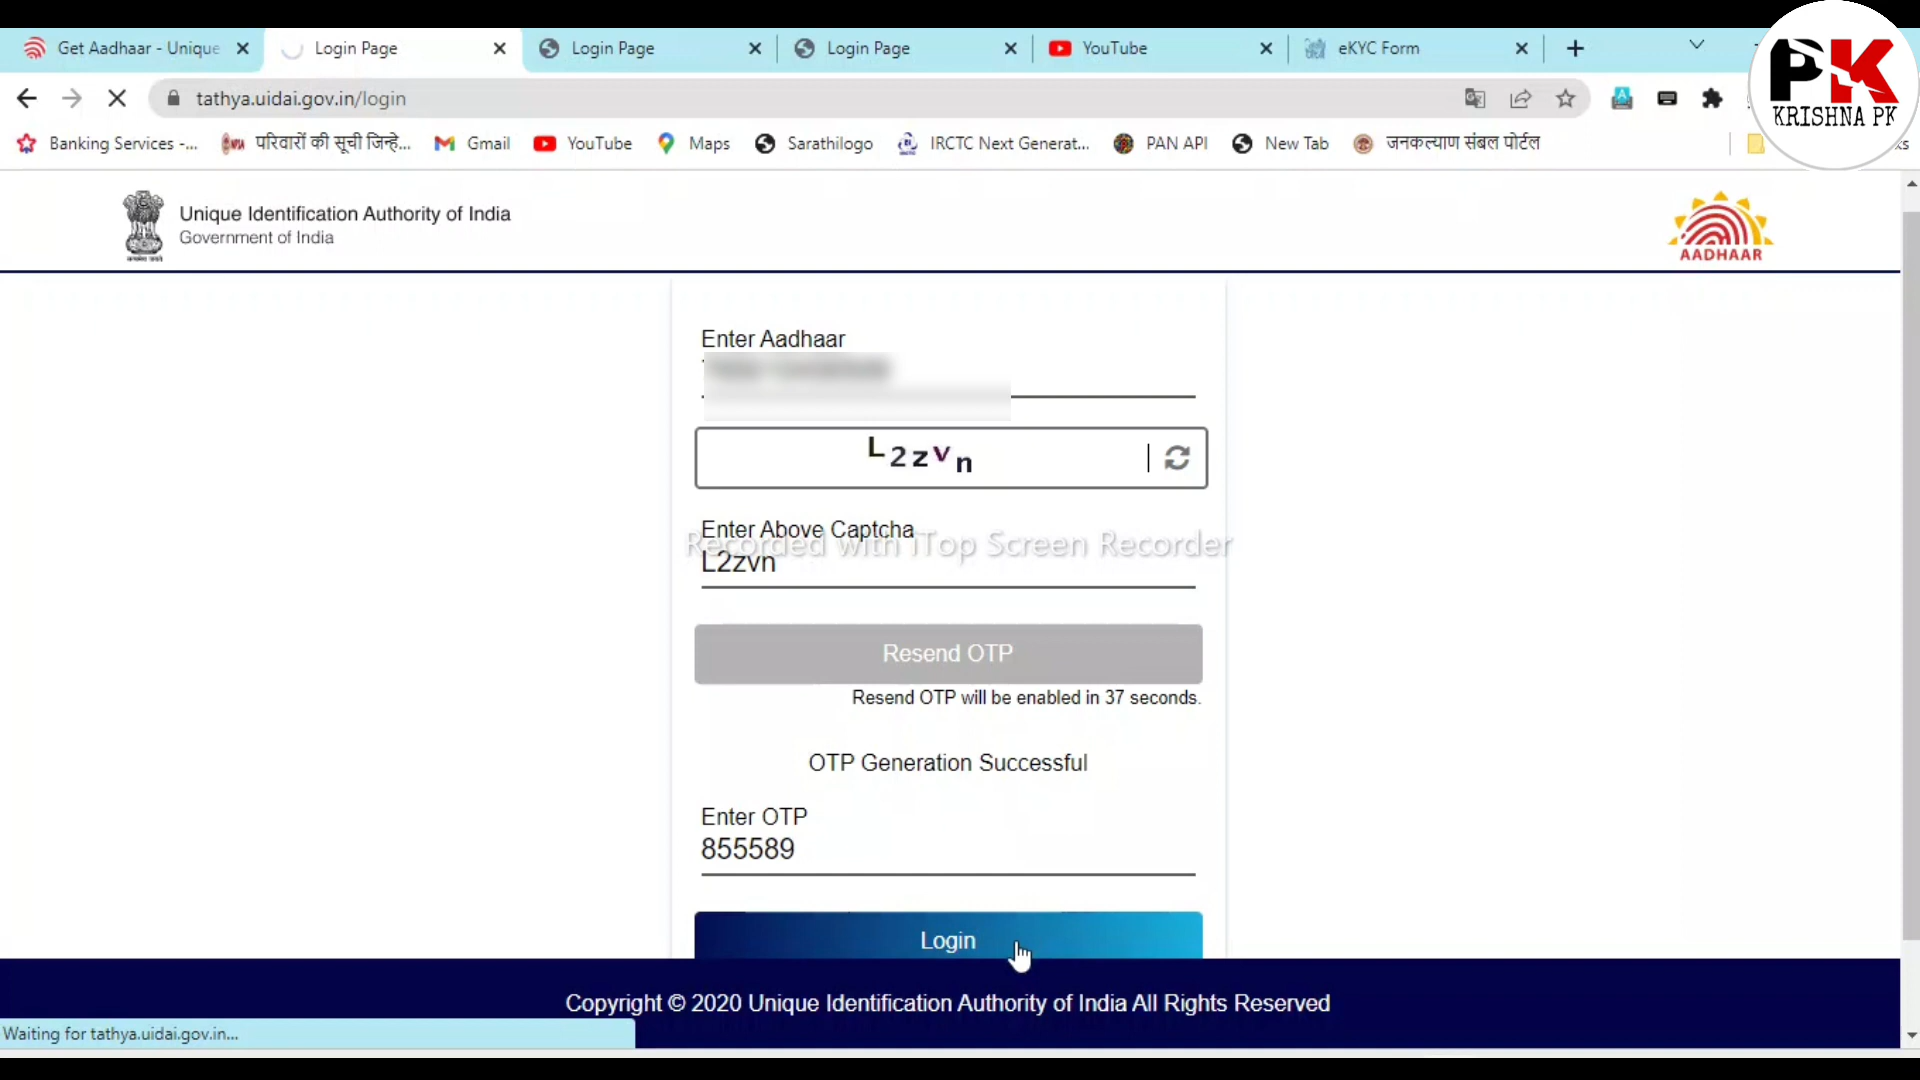 Get Aadhaar - Unique
Login Page
Login Page
Login Page
YouTube
eKYC Form
tathya.uidai.gov.in/login
PK
KRISHNA PK
Banking Services -...
परिवारों की सूची जिन्हे...
Gmail
YouTube
Maps
Sarathilogo
IRCTC Next Generat...
PAN API
New Tab
जनकल्याण संबल पोर्टल
Unique Identification Authority of India
Government of India
AADHAAR
Enter Aadhaar
L2zvn
Enter Above Captcha
Recorded with iTop Screen Recorder
L2zvn
Resend OTP
Resend OTP will be enabled in 37 seconds.
OTP Generation Successful
Enter OTP
855589
Login
Copyright © 2020 Unique Identification Authority of India All Rights Reserved
Waiting for tathya.uidai.gov.in...